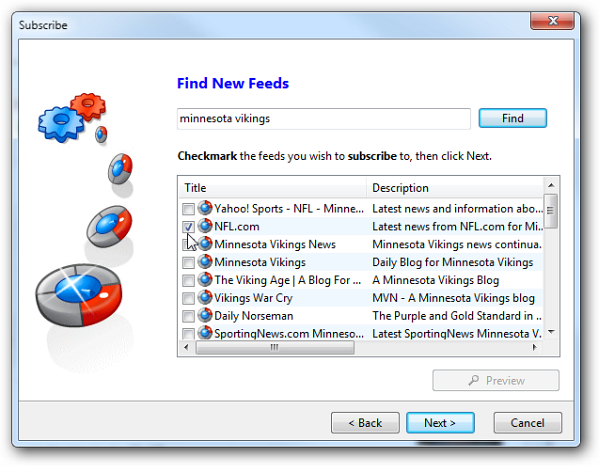 Subscribe
Find New Feeds
minnesota vikings
Find
Checkmark the feeds you wish to subscribe to, then click Next.
Title Description
Yahoo! Sports - NFL - Minne... Latest news and information abo...
NFL.com Latest news from NFL.com for Mi...
Minnesota Vikings News Minnesota Vikings news continua...
Minnesota Vikings Daily Blog for Minnesota Vikings
The Viking Age | A Blog For ... A Minnesota Vikings Blog
Vikings War Cry MVN - A Minnesota Vikings blog
Daily Norseman The Purple and Gold Standard in ...
SportingNews.com Minneso... Latest SportingNews Minnesota V...
Preview
< Back Next > Cancel